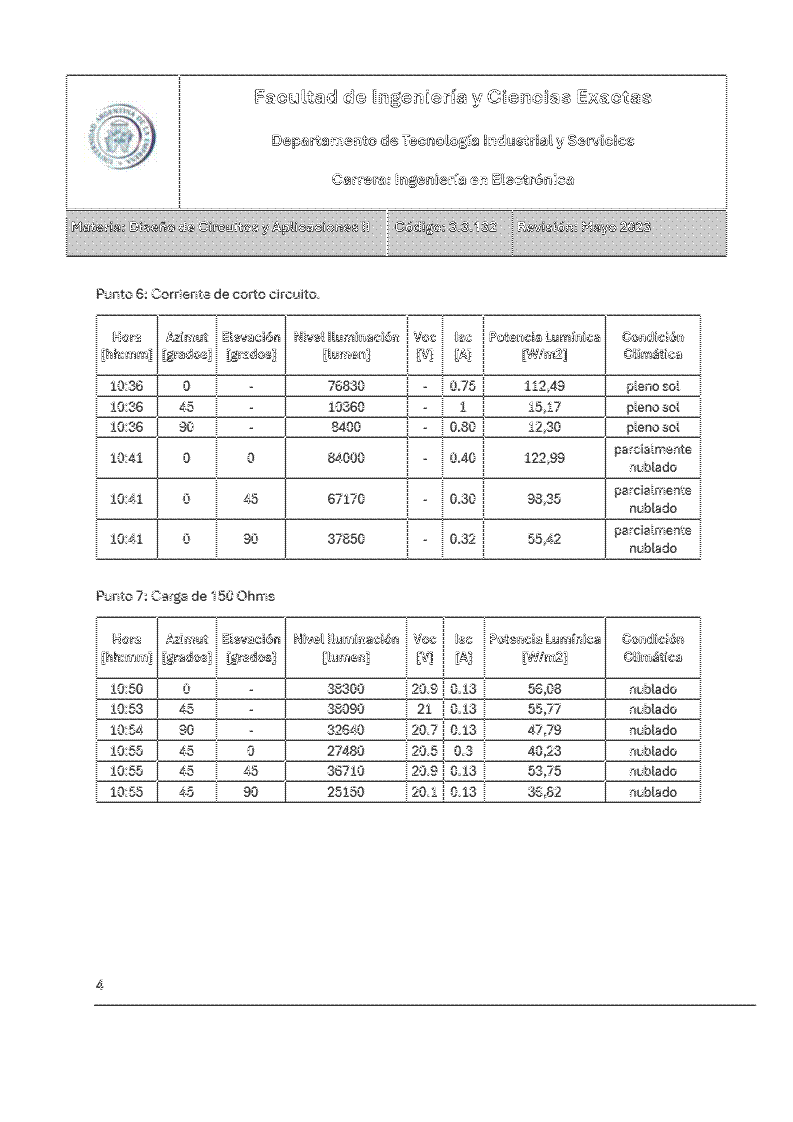 UNIVERSIDAD ARGENTINA DE LA EMPRESA
Facultad de Ingeniería y Ciencias Exactas
Departamento de Tecnología Industrial y Servicios
Carrera: Ingeniería en Electrónica
Materia: Diseño de Circuitos y Aplicaciones II Código: 3.3.132 Revisión: Mayo 2023
Punto 6: Corriente de corto circuito.
Hora Azimut Elevación Nivel Iluminación Voc Isc Potencia Lumínica Condición
[hh:mm] [grados] [grados] [lumen] [V] [A] [W/m2] Climática
10:36 0 - 76830 - 0.75 112,49 pleno sol
10:36 45 - 10360 - 1 15,17 pleno sol
10:36 90 - 8400 - 0.80 12,30 pleno sol
10:41 0 0 84000 - 0.40 122,99 parcialmente
nublado
10:41 0 45 67170 - 0.30 98,35 parcialmente
nublado
10:41 0 90 37850 - 0.32 55,42 parcialmente
nublado
Punto 7: Carga de 150 Ohms
Hora Azimut Elevación Nivel Iluminación Voc Isc Potencia Lumínica Condición
[hh:mm] [grados] [grados] [lumen] [V] [A] [W/m2] Climática
10:50 0 - 38300 20.9 0.13 56,08 nublado
10:53 45 - 38090 21 0.13 55,77 nublado
10:54 90 - 32640 20.7 0.13 47,79 nublado
10:55 45 0 27480 20.5 0.3 40,23 nublado
10:55 45 45 36710 20.9 0.13 53,75 nublado
10:55 45 90 25150 20.1 0.13 36,82 nublado
4